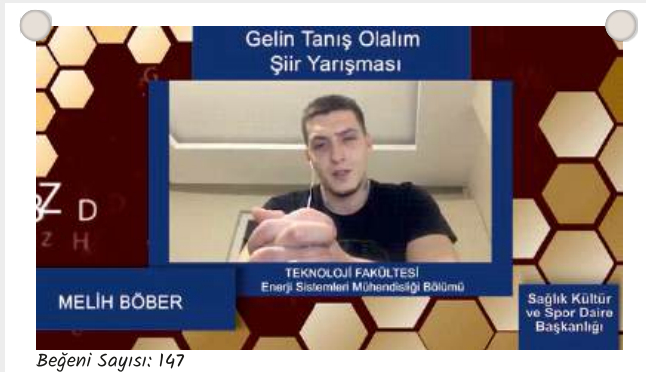 Gelin Tanış Olalım
Şiir Yarışması
G
Z D
Z H
TEKNOLOJİ FAKÜLTESİ
Enerji Sistemleri Mühendisliği Bölümü
MELİH BÖBER
Sağlık Kültür
ve Spor Daire
Başkanlığı
Beğeni Sayısı: 147